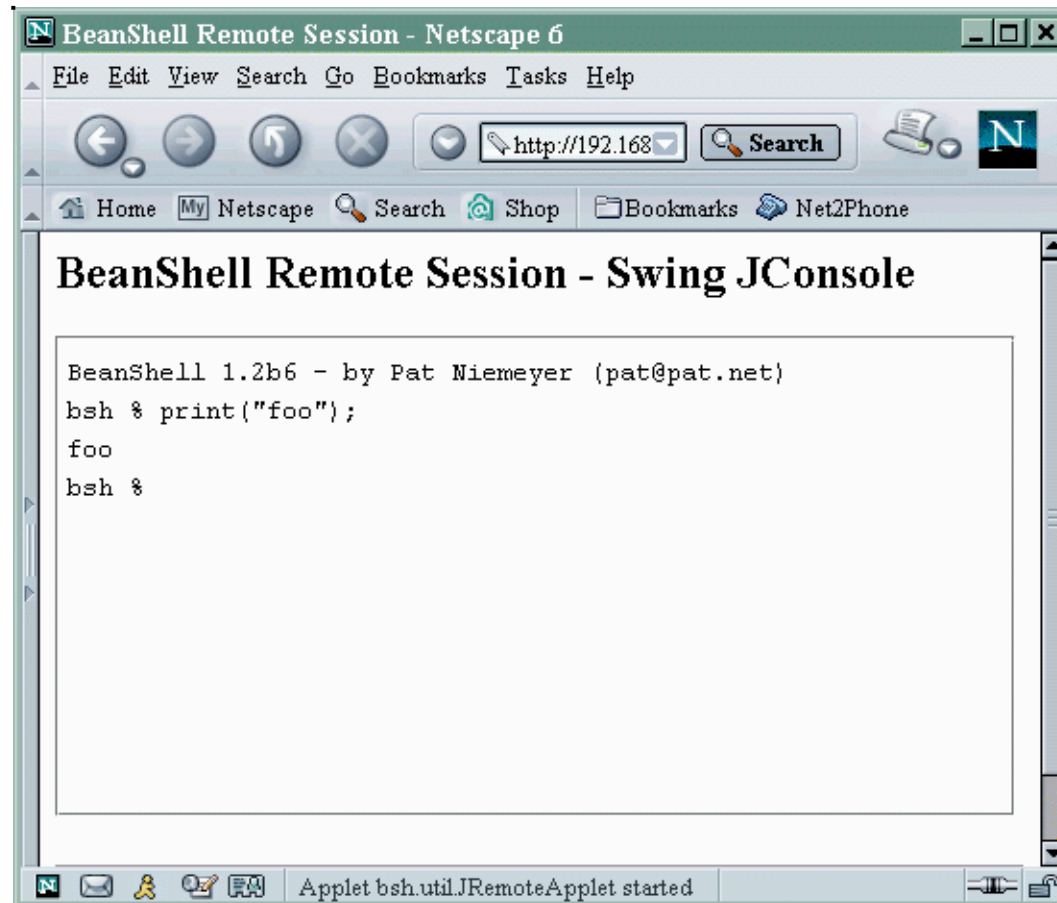 N BeanShell Remote Session - Netscape 6
File Edit View Search Go Bookmarks Tasks Help
http://192.168 Search N
Home My Netscape Search Shop Bookmarks Net2Phone
BeanShell Remote Session - Swing JConsole
BeanShell 1.2b6 - by Pat Niemeyer (pat@pat.net)
bsh % print("foo");
foo
bsh %
N Applet bsh.util.JRemoteApplet started